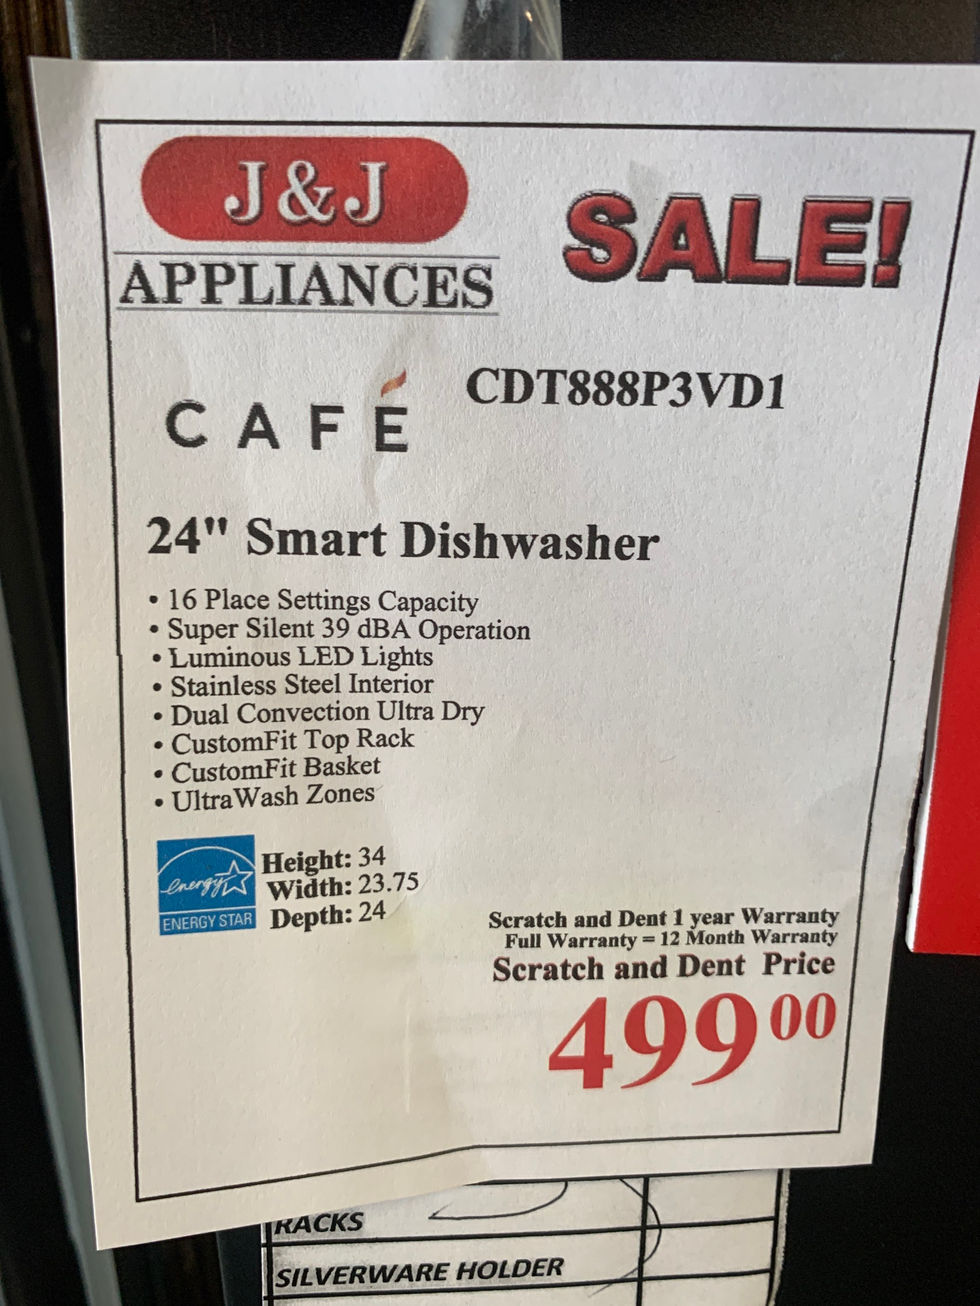 J&J
APPLIANCES
SALE!
CAFÉ
CDT888P3VD1
24" Smart Dishwasher
• 16 Place Settings Capacity
• Super Silent 39 dBA Operation
• Luminous LED Lights
• Stainless Steel Interior
• Dual Convection Ultra Dry
• CustomFit Top Rack
• CustomFit Basket
• UltraWash Zones
energy
ENERGY STAR
Height: 34
Width: 23.75
Depth: 24
Scratch and Dent 1 year Warranty
Full Warranty = 12 Month Warranty
Scratch and Dent Price
499 00
RACKS
SILVERWARE HOLDER